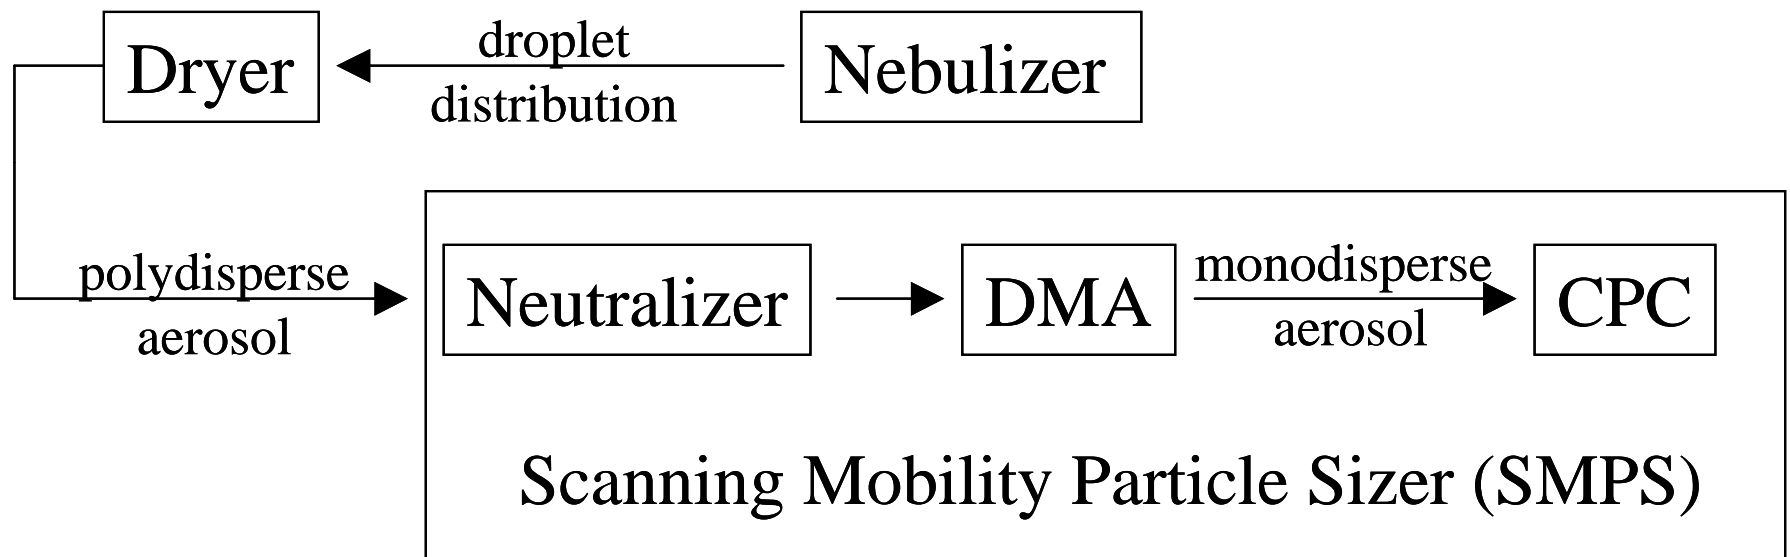 Dryer
droplet
distribution
Nebulizer
polydisperse
aerosol
Neutralizer
DMA
monodisperse
aerosol
CPC
Scanning Mobility Particle Sizer (SMPS)